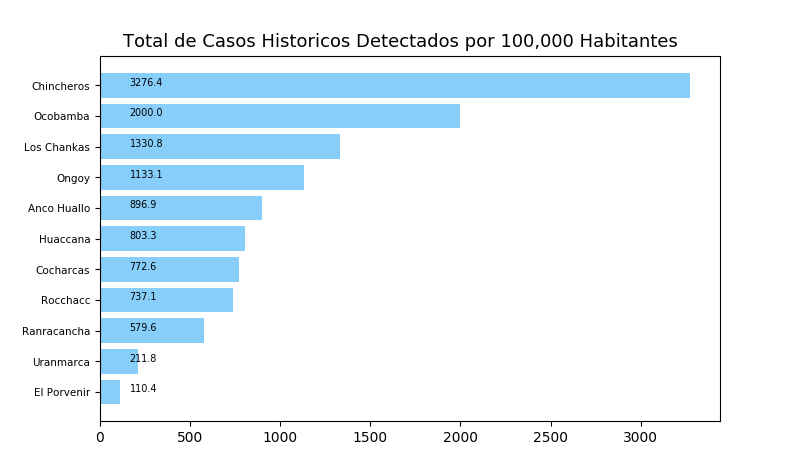 Total de Casos Historicos Detectados por 100,000 Habitantes
Chincheros 3276.4
Ocobamba 2000.0
Los Chankas 1330.8
Ongoy 1133.1
Anco Huallo 896.9
Huaccana 803.3
Cocharcas 772.6
Rocchacc 737.1
Ranracancha 579.6
Uranmarca 211.8
El Porvenir 110.4
0 500 1000 1500 2000 2500 3000